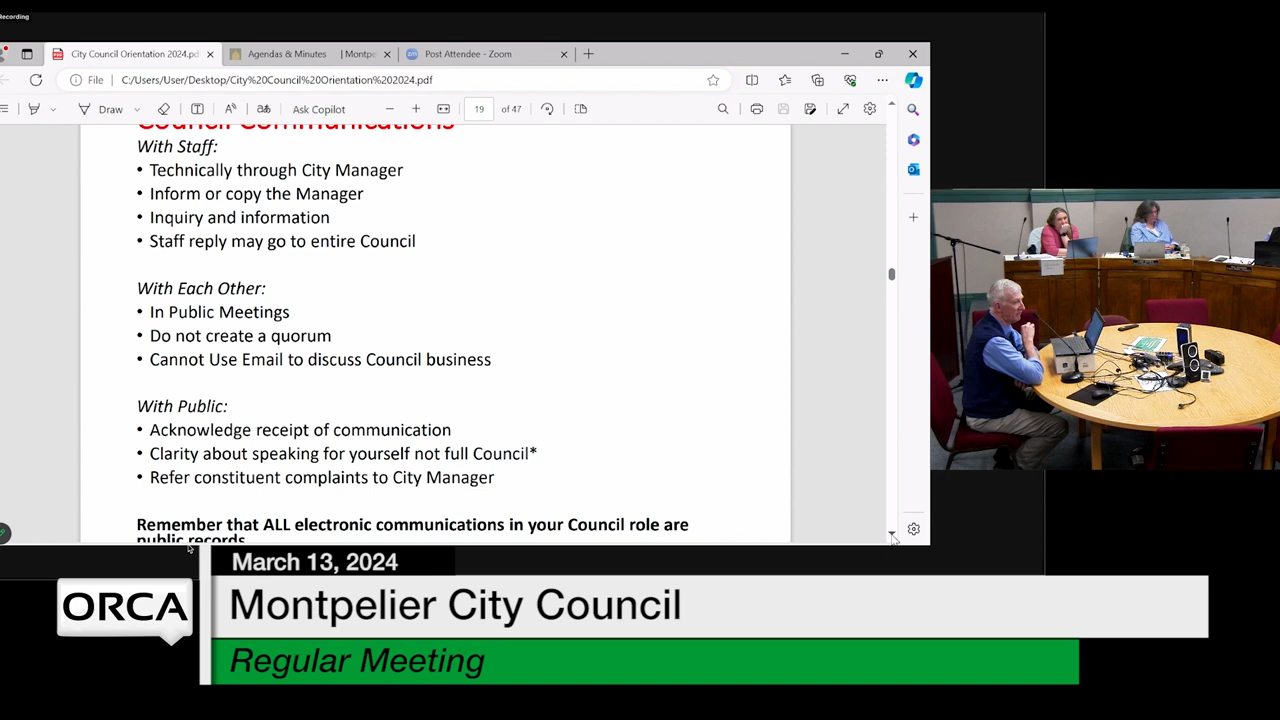 Recording
City Council Orientation 2024.pd
Agendas & Minutes | Montpe
Post Attendee - Zoom
File C:/Users/User/Desktop/City%20Council%20Orientation%202024.pdf
Draw
Ask Copilot
19 of 47
Council Communications
With Staff:
• Technically through City Manager
• Inform or copy the Manager
• Inquiry and information
• Staff reply may go to entire Council
With Each Other:
• In Public Meetings
• Do not create a quorum
• Cannot Use Email to discuss Council business
With Public:
• Acknowledge receipt of communication
• Clarity about speaking for yourself not full Council*
• Refer constituent complaints to City Manager
Remember that ALL electronic communications in your Council role are
public records
March 13, 2024
ORCA
Montpelier City Council
Regular Meeting